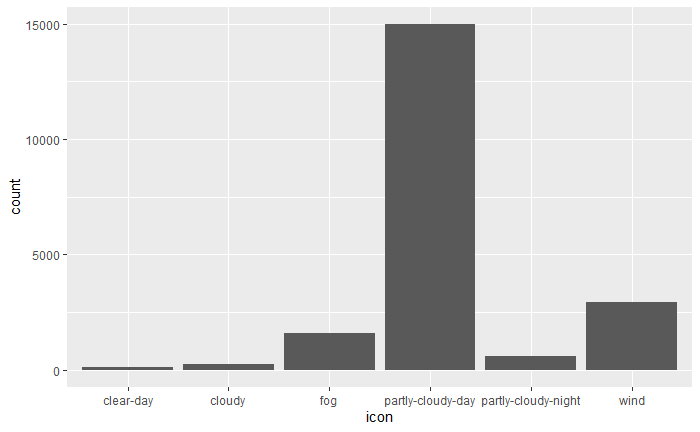 15000
10000
5000
0
count
clear-day cloudy fog partly-cloudy-day partly-cloudy-night wind
icon